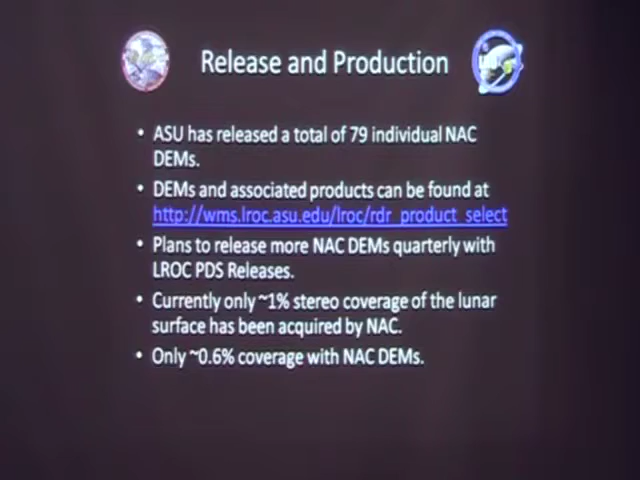 Release and Production
• ASU has released a total of 79 individual NAC
DEMs.
• DEMs and associated products can be found at
http://wms.lroc.asu.edu/lroc/rdr_product_select
• Plans to release more NAC DEMs quarterly with
LROC PDS Releases.
• Currently only ~1% stereo coverage of the lunar
surface has been acquired by NAC.
• Only ~0.6% coverage with NAC DEMs.